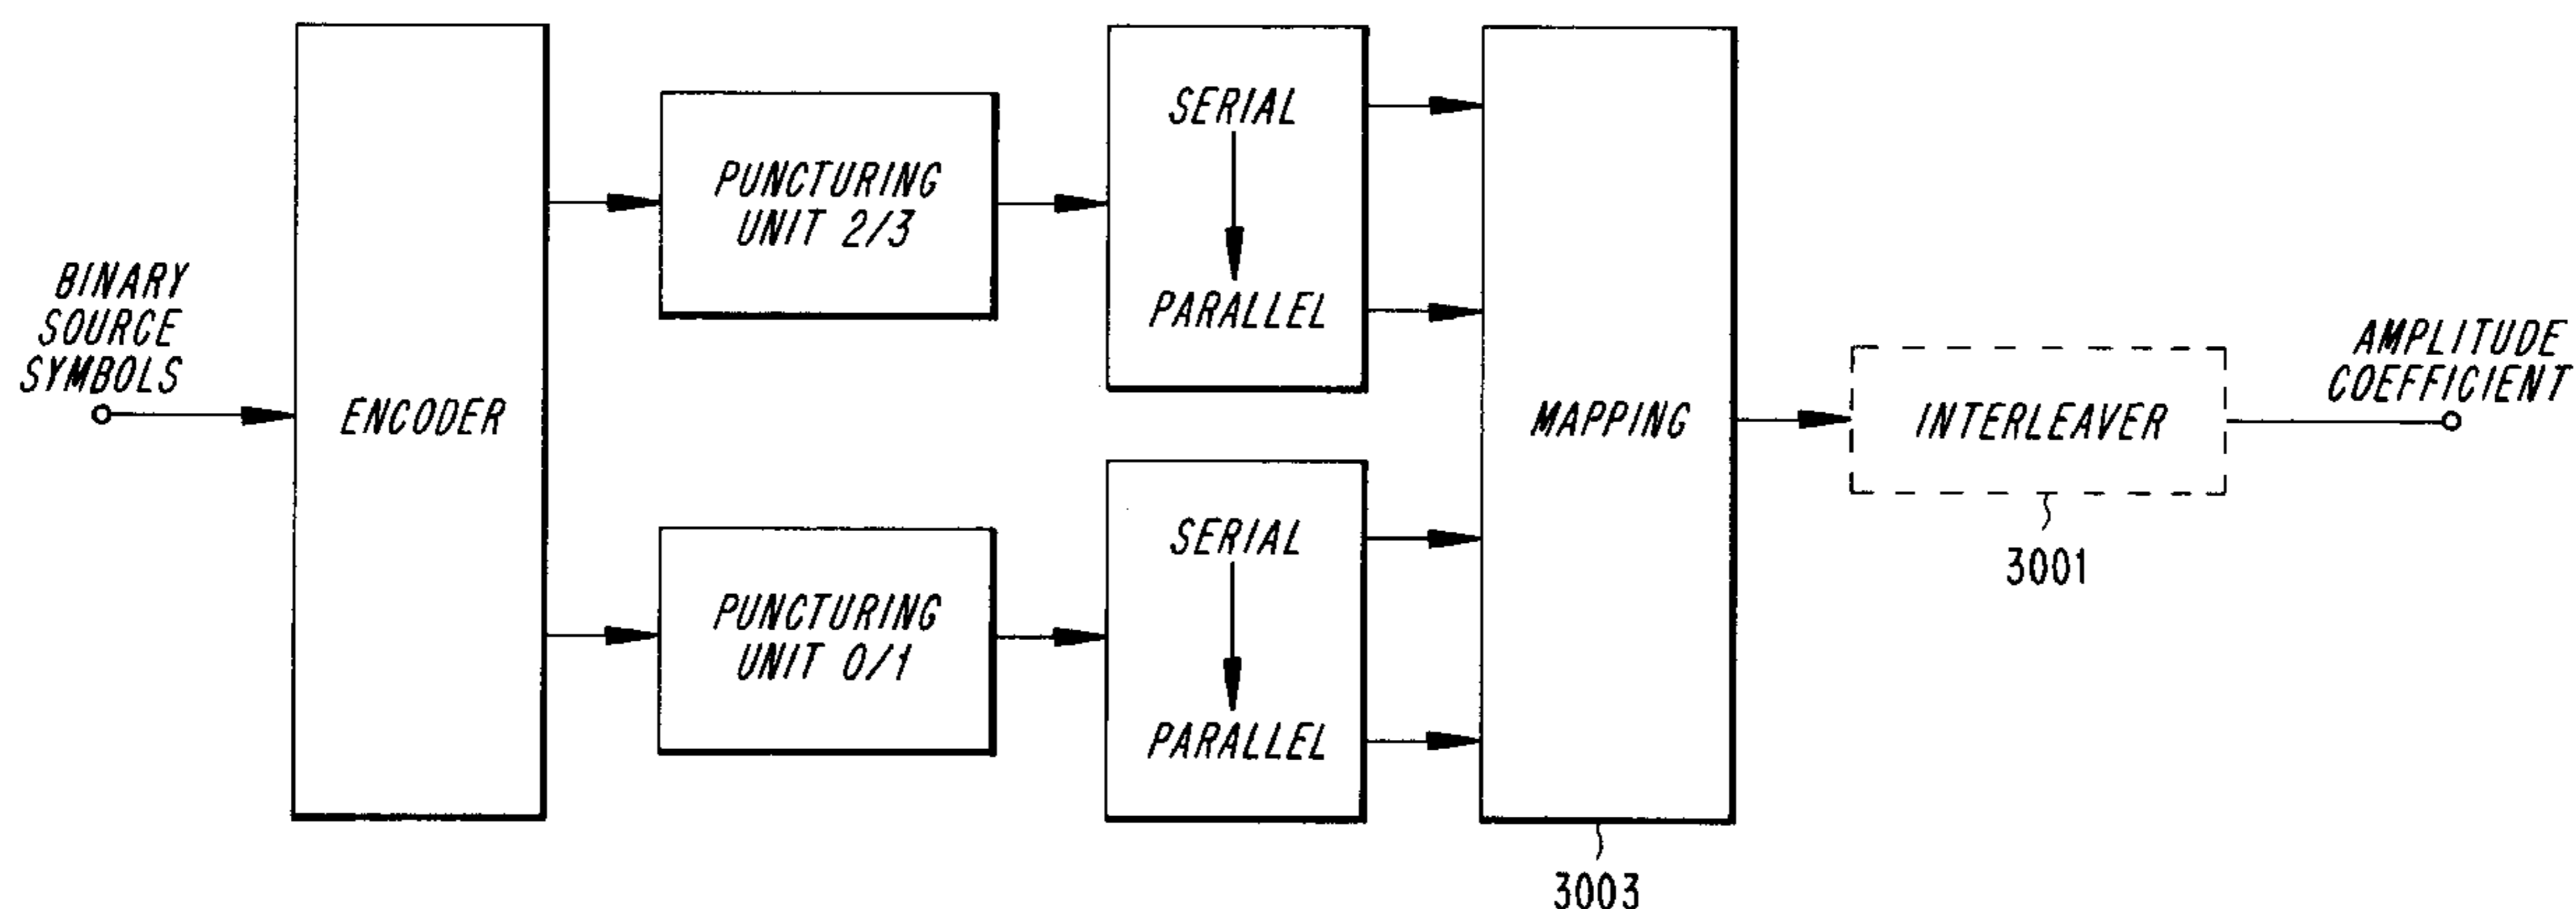 BINARY
SOURCE
SYMBOLS
ENCODER
PUNCTURING
UNIT 2/3
SERIAL
PARALLEL
PUNCTURING
UNIT 0/1
SERIAL
PARALLEL
MAPPING
3003
INTERLEAVER
3001
AMPLITUDE
COEFFICIENT